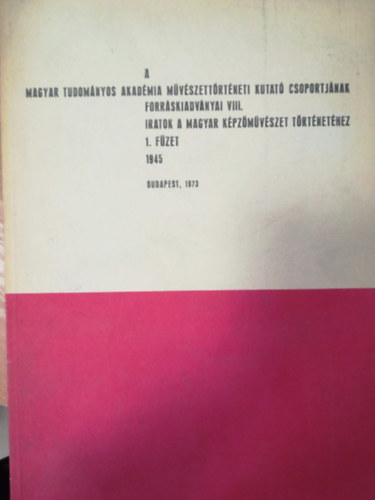 A
MAGYAR TUDOMÁNYOS AKADÉMIA MŰVÉSZETTÖRTÉNETI KUTATÓ CSOPORTJÁNAK
FORRÁSKIADVÁNYAI VIII.
IRATOK A MAGYAR KÉPZŐMŰVÉSZET TÖRTÉNETÉHEZ
1. FÜZET
1945
BUDAPEST, 1973